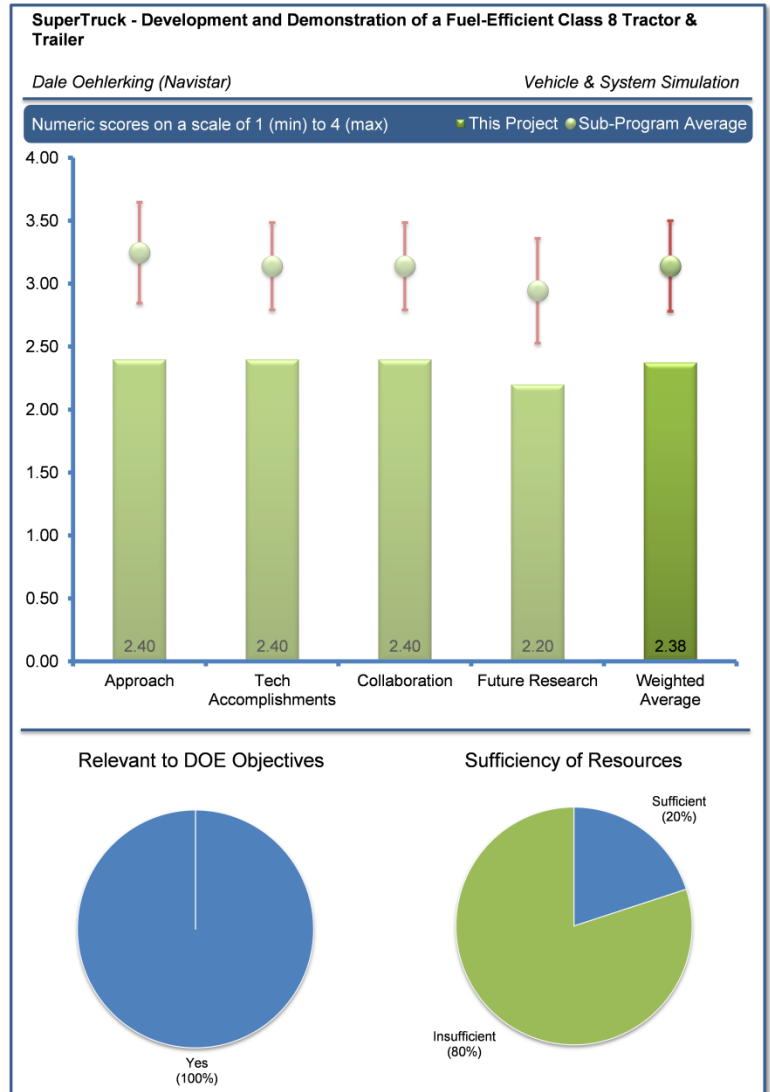 SuperTruck - Development and Demonstration of a Fuel-Efficient Class 8 Tractor &
Trailer
Dale Oehlerking (Navistar) Vehicle & System Simulation
Numeric scores on a scale of 1 (min) to 4 (max) This Project Sub-Program Average
4.00
3.50
3.00
2.50
2.00
1.50
1.00
0.50
0.00
2.40 2.40 2.40 2.20 2.38
Approach Tech Collaboration Future Research Weighted
Accomplishments Average
Relevant to DOE Objectives Sufficiency of Resources
Sufficient
(20%)
Insufficient
(80%)
Yes
(100%)